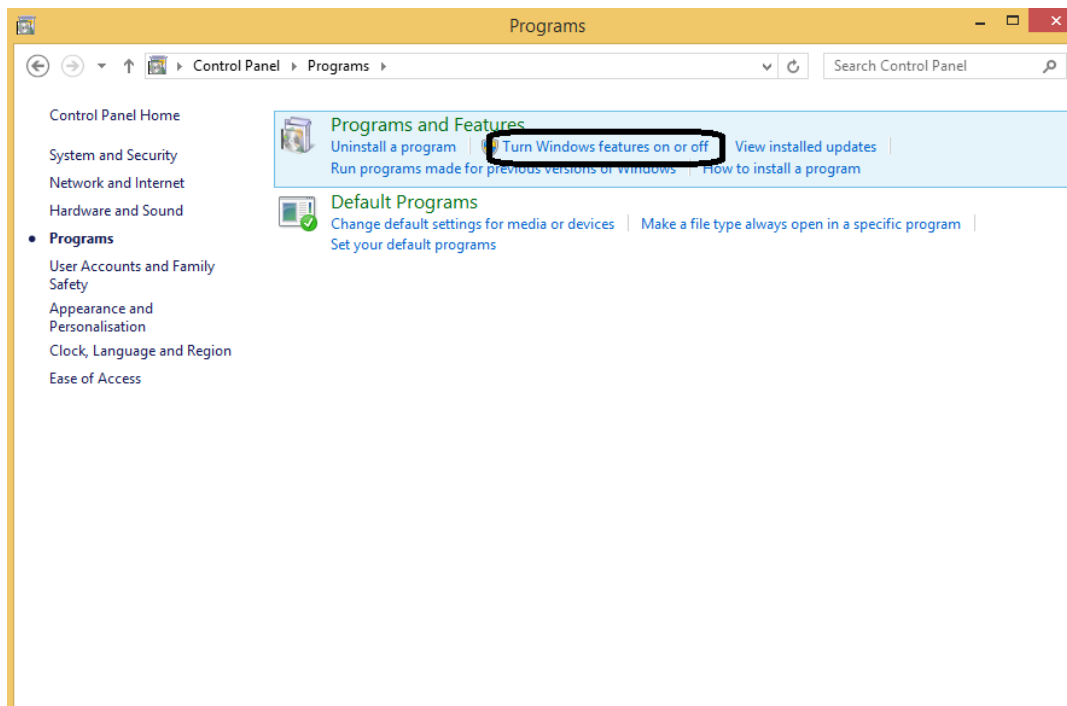 Programs
Control Panel Programs
Search Control Panel
Control Panel Home
System and Security
Network and Internet
Hardware and Sound
Programs
User Accounts and Family
Safety
Appearance and
Personalisation
Clock, Language and Region
Ease of Access
Programs and Features
Uninstall a program Turn Windows features on or off View installed updates
Run programs made for previous versions of Windows How to install a program
Default Programs
Change default settings for media or devices Make a file type always open in a specific program
Set your default programs